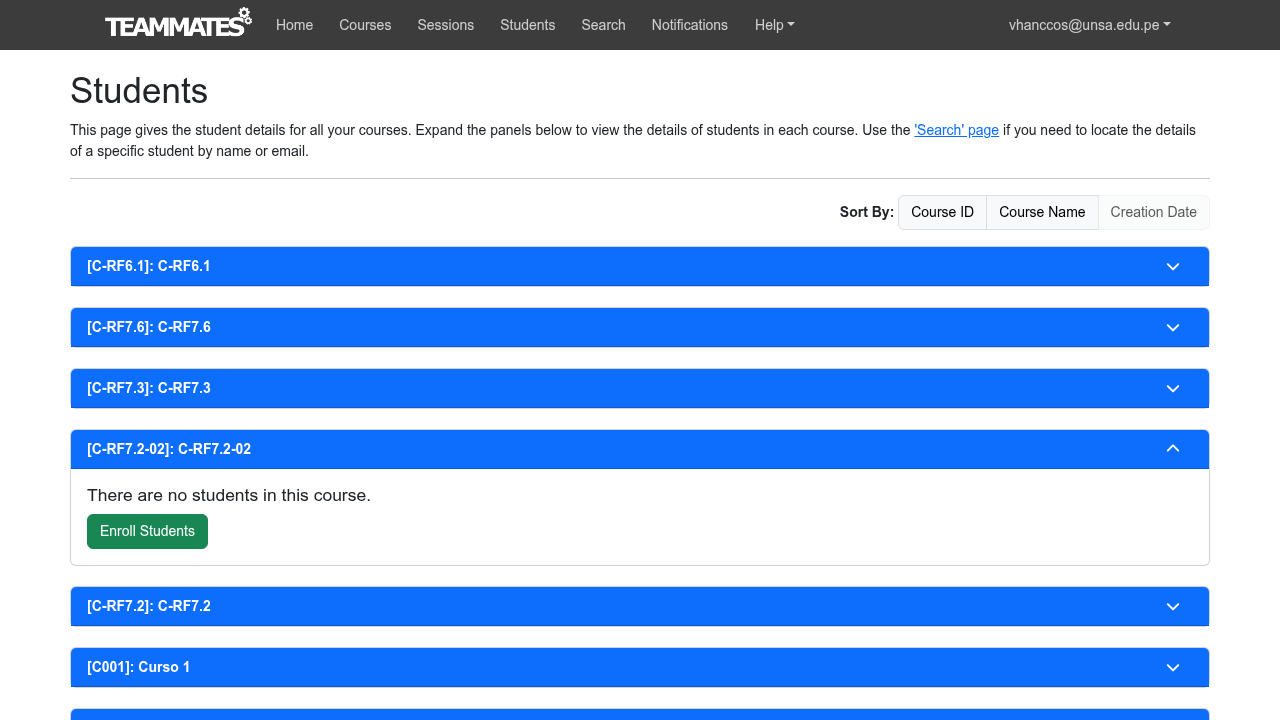 TEAMMATES Home Courses Sessions Students Search Notifications Help vhanccos@unsa.edu.pe
Students
This page gives the student details for all your courses. Expand the panels below to view the details of students in each course. Use the 'Search' page if you need to locate the details
of a specific student by name or email.
Sort By: Course ID Course Name Creation Date
[C-RF6.1]: C-RF6.1
[C-RF7.6]: C-RF7.6
[C-RF7.3]: C-RF7.3
[C-RF7.2-02]: C-RF7.2-02
There are no students in this course.
Enroll Students
[C-RF7.2]: C-RF7.2
[C001]: Curso 1